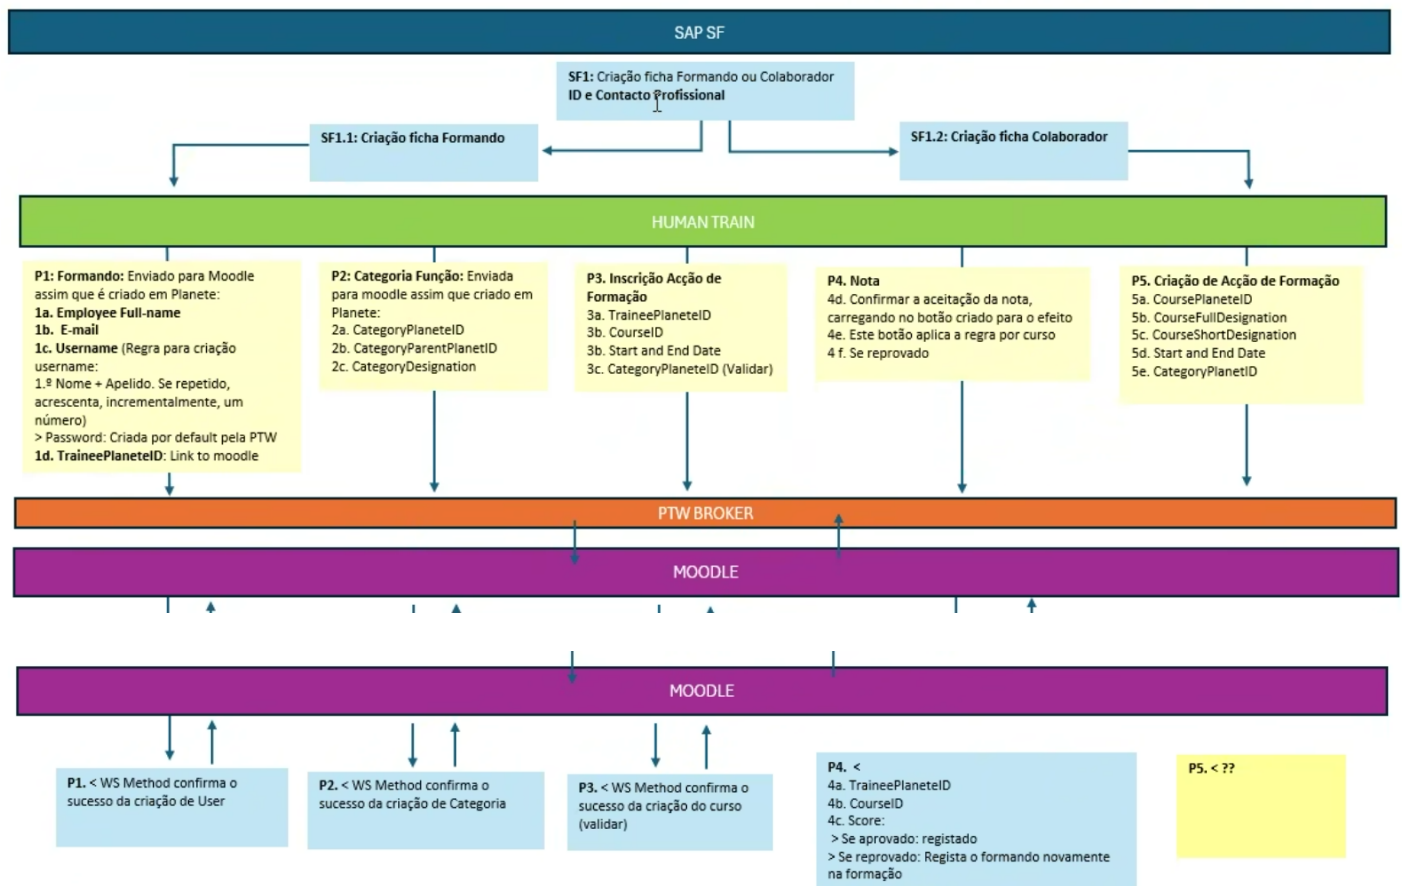 SAP SF
SF1: Criação ficha Formando ou Colaborador
ID e Contacto Profissional
SF1.1: Criação ficha Formando
SF1.2: Criação ficha Colaborador
HUMAN TRAIN
P1: Formando: Enviado para Moodle
assim que é criado em Planete:
1a. Employee Full-name
1b. E-mail
1c. Username (Regra para criação
username:
1.º Nome + Apelido. Se repetido,
acrescenta, incrementalmente, um
número)
> Password: Criada por default pela PTW
1d. TraineePlaneteID: Link to moodle
P2: Categoria Função: Enviada
para moodle assim que criado em
Planete:
2a. CategoryPlaneteID
2b. CategoryParentPlanetID
2c. CategoryDesignation
P3. Inscrição Acção de
Formação
3a. TraineePlaneteID
3b. CourseID
3b. Start and End Date
3c. CategoryPlaneteID (Validar)
P4. Nota
4d. Confirmar a aceitação da nota,
carregando no botão criado para o efeito
4e. Este botão aplica a regra por curso
4 f. Se reprovado
P5. Criação de Acção de Formação
5a. CoursePlaneteID
5b. CourseFullDesignation
5c. CourseShortDesignation
5d. Start and End Date
5e. CategoryPlanetID
PTW BROKER
MOODLE
MOODLE
P1. < WS Method confirma o
sucesso da criação de User
P2. < WS Method confirma o
sucesso da criação de Categoria
P3. < WS Method confirma o
sucesso da criação do curso
(validar)
P4. <
4a. TraineePlaneteID
4b. CourseID
4c. Score:
> Se aprovado: registado
> Se reprovado: Regista o formando novamente
na formação
P5. < ??